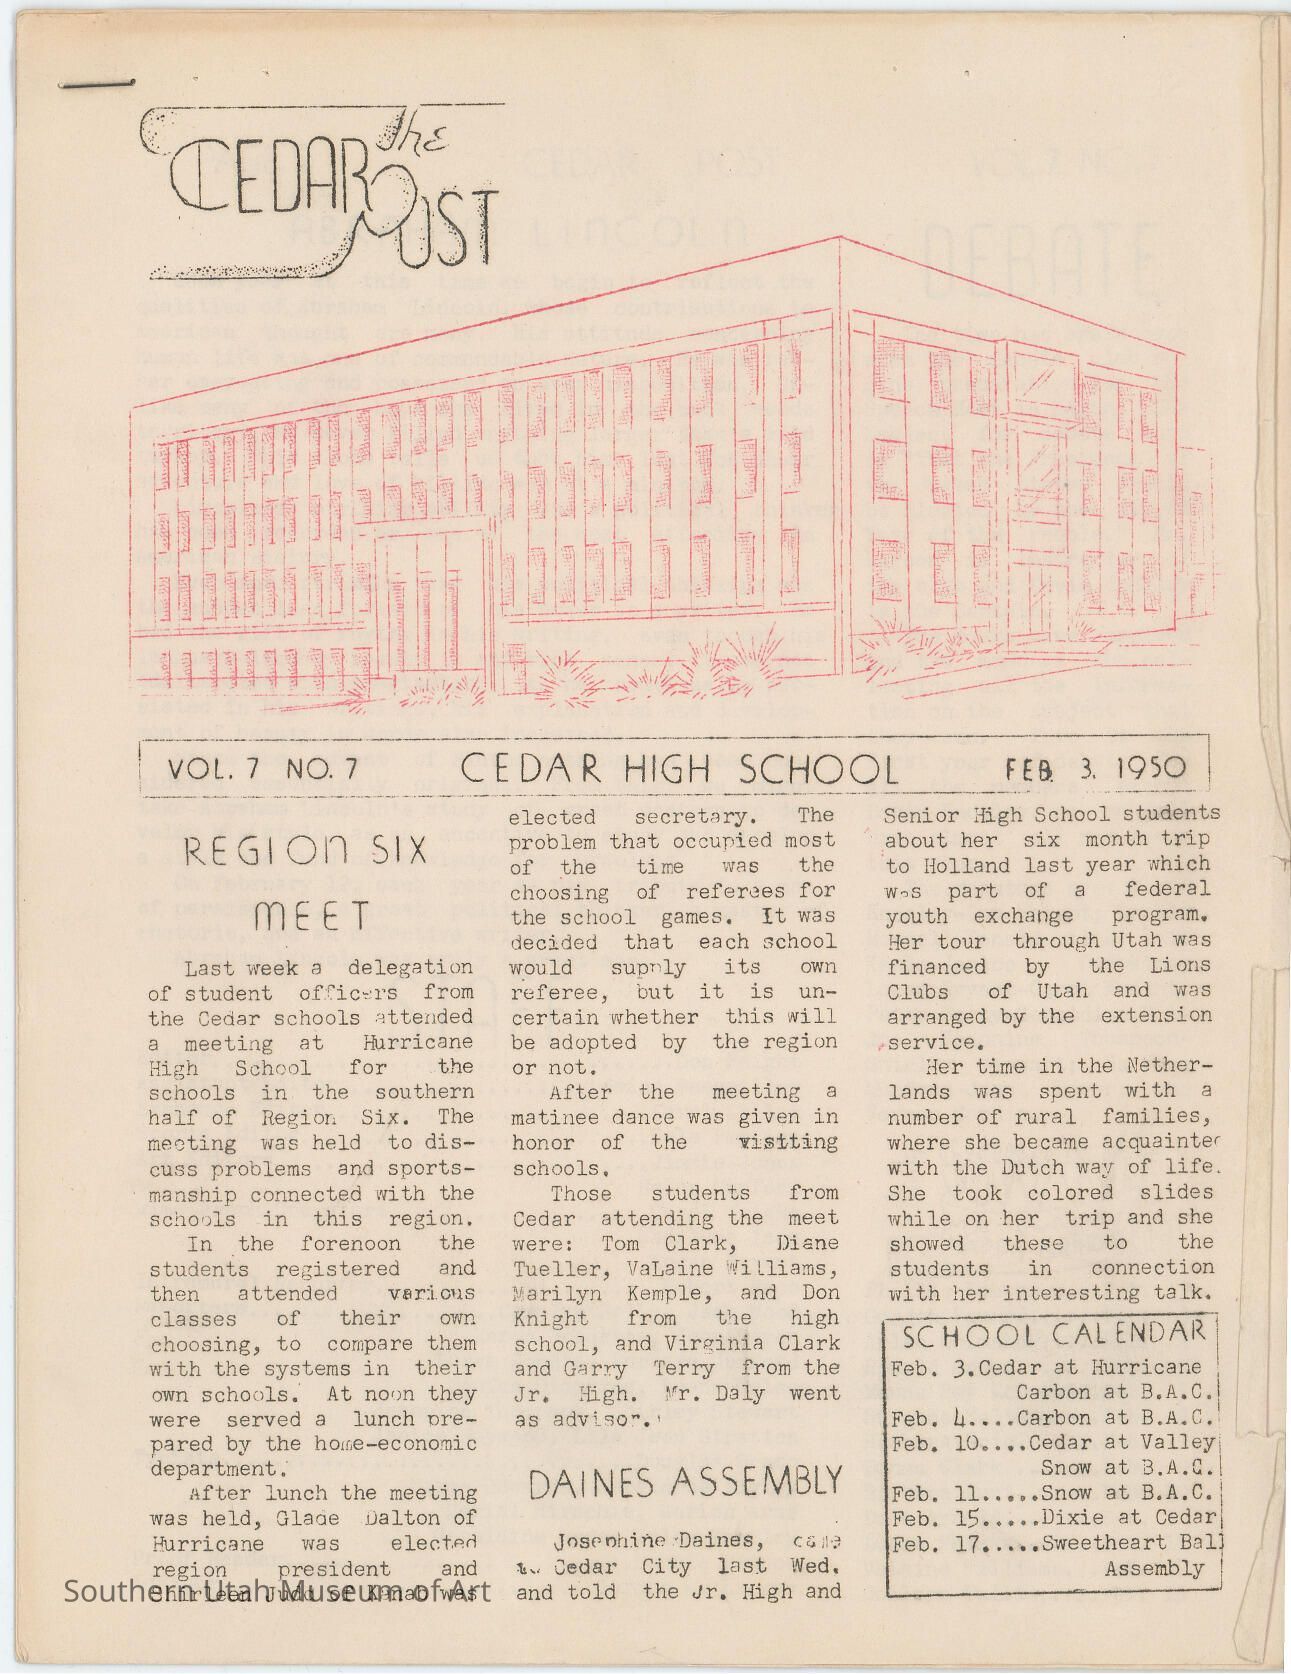 The
CEDAR
POST
VOL. 7 NO. 7 CEDAR HIGH SCHOOL FEB. 3. 1950
REGION SIX
MEET
Last week a delegation
of student officers from
the Cedar schools attended
a meeting at Hurricane
High School for the
schools in the southern
half of Region Six. The
meeting was held to dis-
cuss problems and sports-
manship connected with the
schools in this region.
In the forenoon the
students registered and
then attended various
classes of their own
choosing, to compare them
with the systems in their
own schools. At noon they
were served a lunch pre-
pared by the home-economic
department.
After lunch the meeting
was held, Glade Dalton of
Hurricane was elected
region president and
Judd of Kanab was
elected secretary. The
problem that occupied most
of the time was the
choosing of referees for
the school games. It was
decided that each school
would supply its own
referee, but it is un-
certain whether this will
be adopted by the region
or not.
After the meeting a
matinee dance was given in
honor of the vistting
schools.
Those students from
Cedar attending the meet
were: Tom Clark, Diane
Tueller, VaLaine Williams,
Marilyn Kemple, and Don
Knight from the high
school, and Virginia Clark
and Garry Terry from the
Jr. High. Mr. Daly went
as advisor.
DAINES ASSEMBLY
Josephine Daines, came
to Cedar City last Wed.
and told the Jr. High and
Senior High School students
about her six month trip
to Holland last year which
was part of a federal
youth exchange program.
Her tour through Utah was
financed by the Lions
Clubs of Utah and was
arranged by the extension
service.
Her time in the Nether-
lands was spent with a
number of rural families,
where she became acquainted
with the Dutch way of life.
She took colored slides
while on her trip and she
showed these to the
students in connection
with her interesting talk.
SCHOOL CALENDAR
Feb. 3.Cedar at Hurricane
Carbon at B.A.C.
Feb. 4....Carbon at B.A.C.
Feb. 10....Cedar at Valley
Snow at B.A.C.
Feb. 11.....Snow at B.A.C.
Feb. 15.....Dixie at Cedar
Feb. 17.....Sweetheart Ball
Assembly
Southern Utah Museum of Art